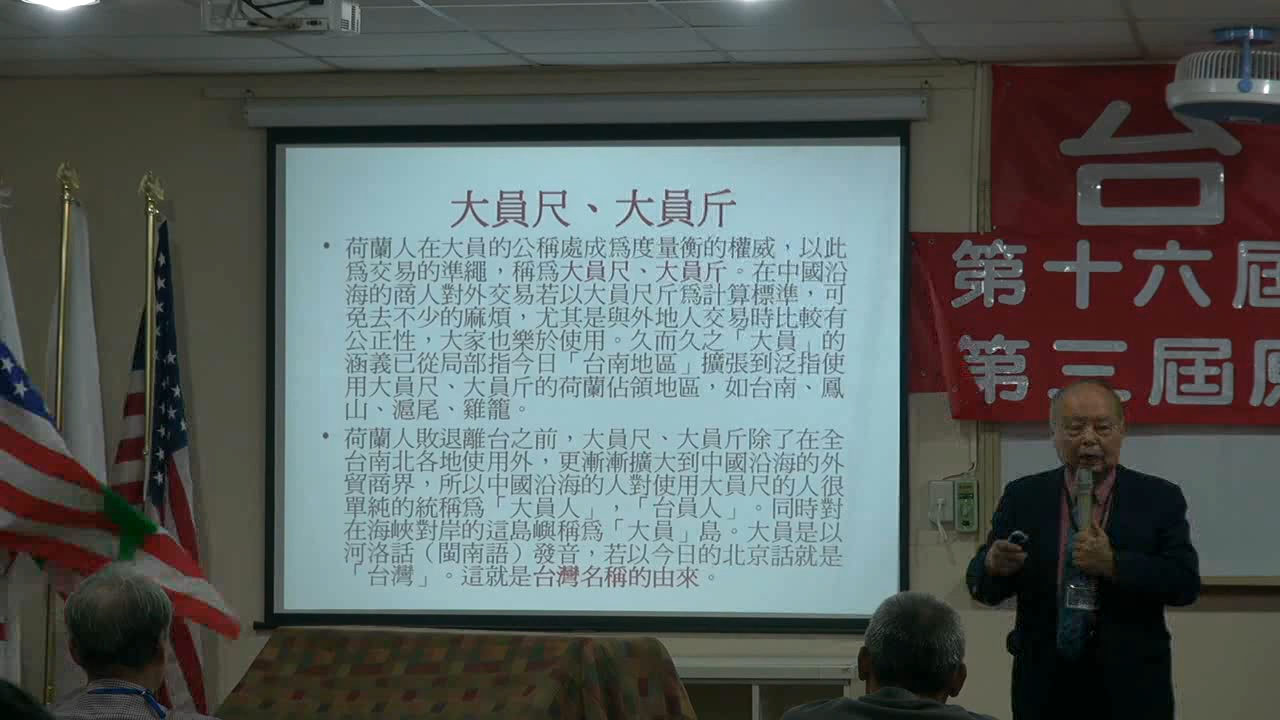 大員尺、大員斤
• 荷蘭人在大員的公稱處成爲度量衡的權威，以此
爲交易的準繩，稱爲大員尺、大員斤。在中國沿
海的商人對外交易若以大員尺斤爲計算標準，可
免去不少的麻煩，尤其是與外地人交易時比較有
公正性，大家也樂於使用。久而久之「大員」的
涵義已從局部指今日「台南地區」擴張到泛指使
用大員尺、大員斤的荷蘭佔領地區，如台南、鳳
山、滬尾、雞籠。
• 荷蘭人敗退離台之前，大員尺、大員斤除了在全
台南北各地使用外，更漸漸擴大到中國沿海的外
貿商界，所以中國沿海的人對使用大員尺的人很
單純的統稱爲「大員人」，「台員人」。同時對
在海峽對岸的這島嶼稱爲「大員」島。大員是以
河洛話（閩南語）發音，若以今日的北京話就是
「台灣」。這就是台灣名稱的由來。
台
第十六屆
第三屆